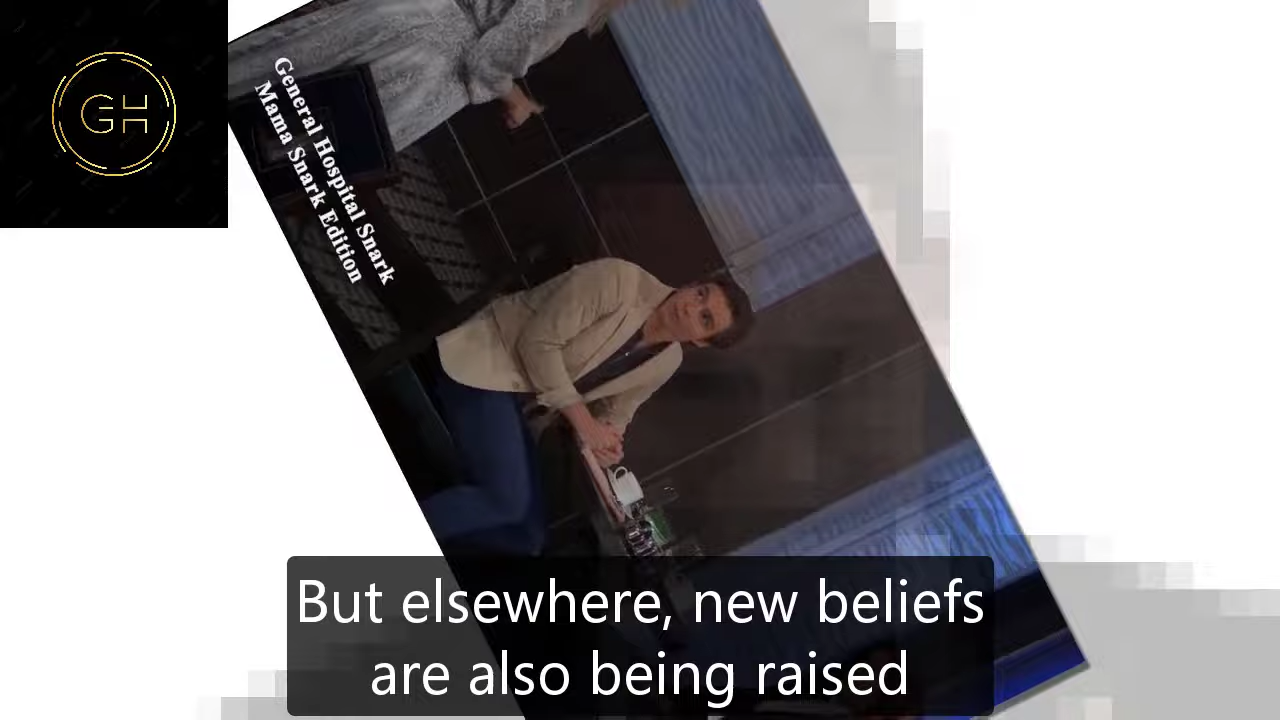 GH
General Hospital Snark
Mama Snark Edition
But elsewhere, new beliefs
are also being raised